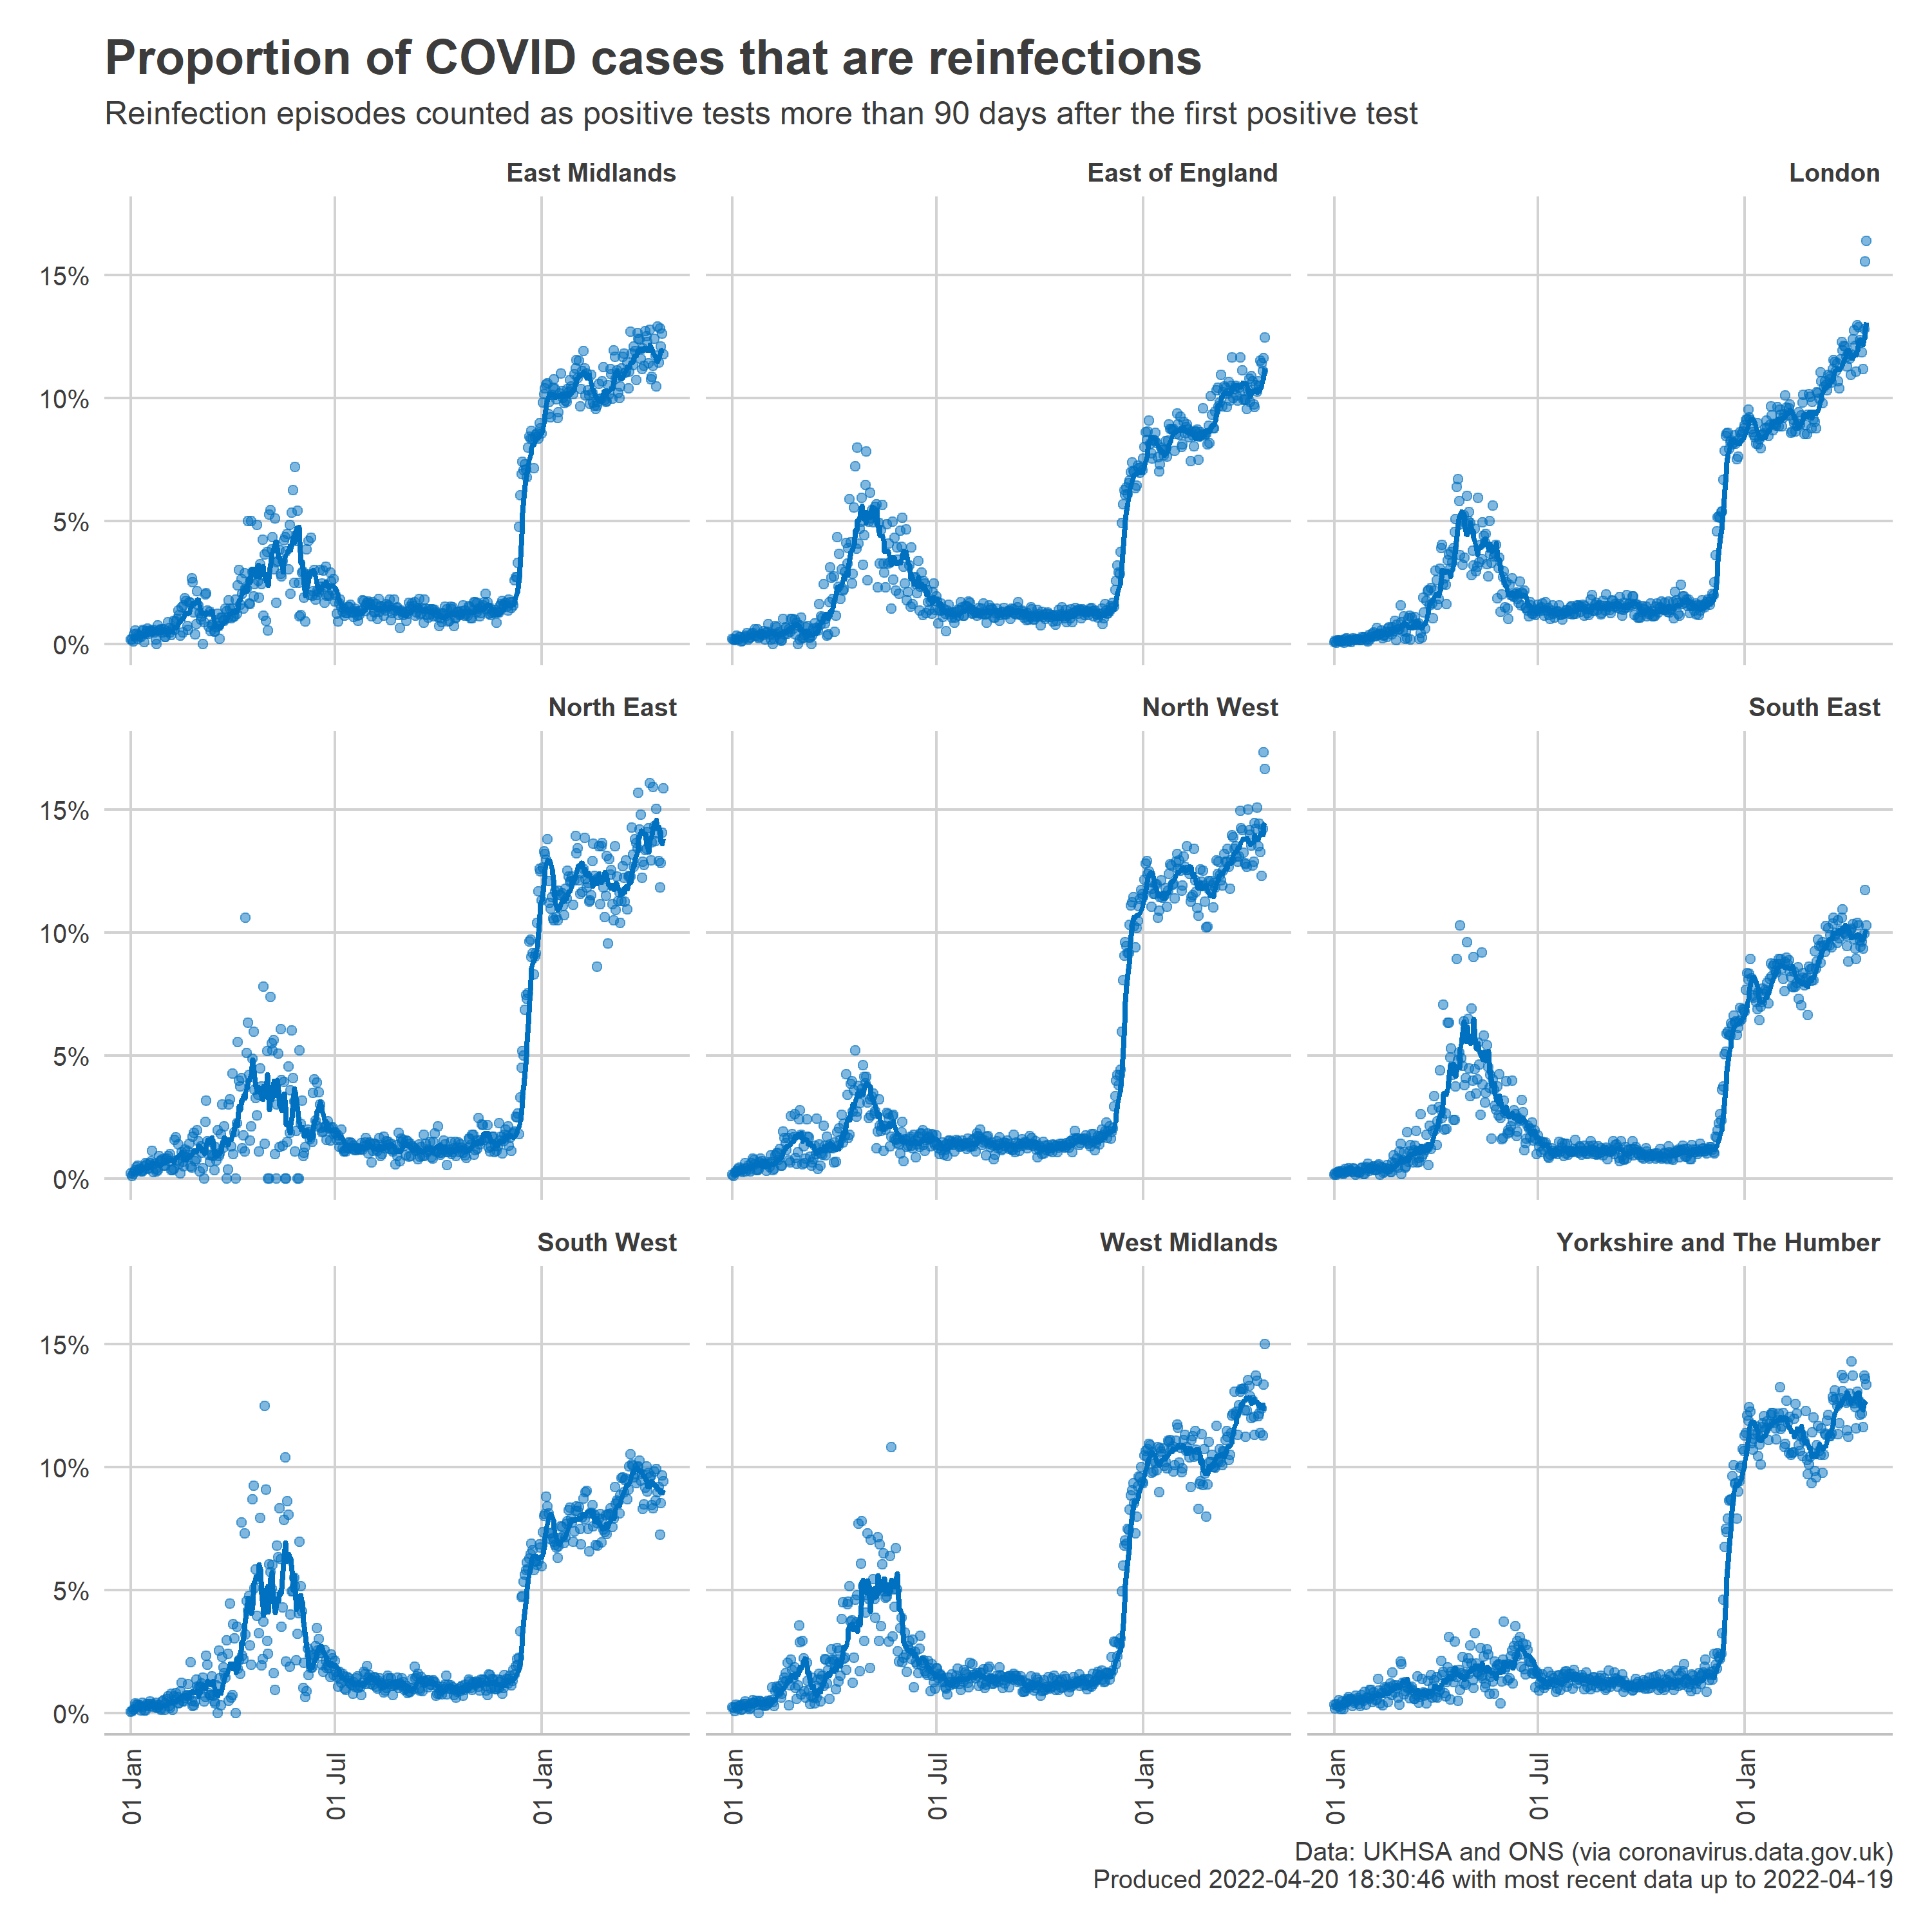 Proportion of COVID cases that are reinfections
Reinfection episodes counted as positive tests more than 90 days after the first positive test
East Midlands
East of England
London
15%
10%
5%
0%
North East
North West
South East
15%
10%
5%
0%
South West
West Midlands
Yorkshire and The Humber
15%
10%
5%
0%
01 Jan
01 Jul
01 Jan
01 Jan
01 Jul
01 Jan
01 Jan
01 Jul
01 Jan
Data: UKHSA and ONS (via coronavirus.data.gov.uk)
Produced 2022-04-20 18:30:46 with most recent data up to 2022-04-19